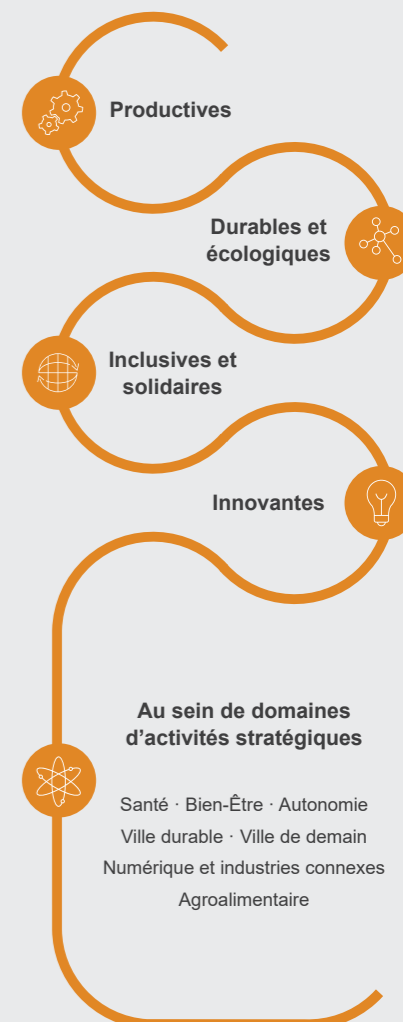 Productives
Durables et
écologiques
Inclusives et
solidaires
Innovantes
Au sein de domaines
d’activités stratégiques
Santé · Bien-Être · Autonomie
Ville durable · Ville de demain
Numérique et industries connexes
Agroalimentaire